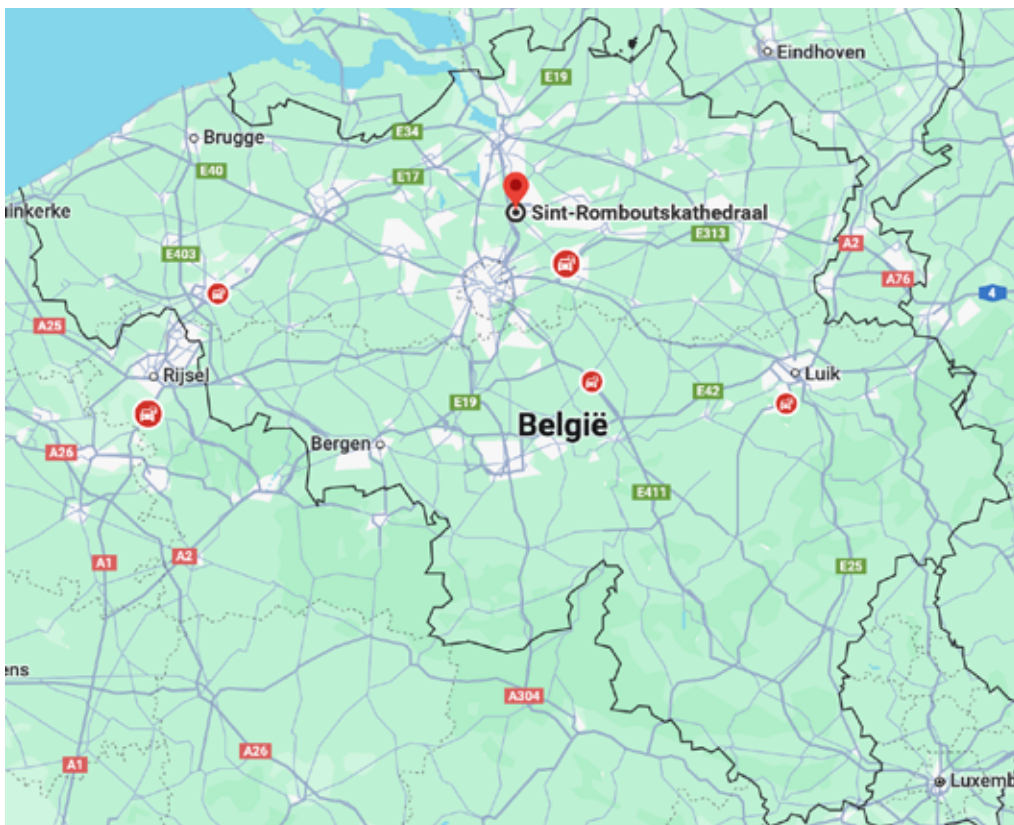 Eindhoven
E19
E34
Brugge
E40
E17
uinkerke
Sint-Romboutskathedraal
E313
A2
E403
A76
4
A25
Rijsel
Luik
E42
E19
België
Bergen
A26
E411
A1
A2
E25
ens
A304
A26
A1
Luxemb